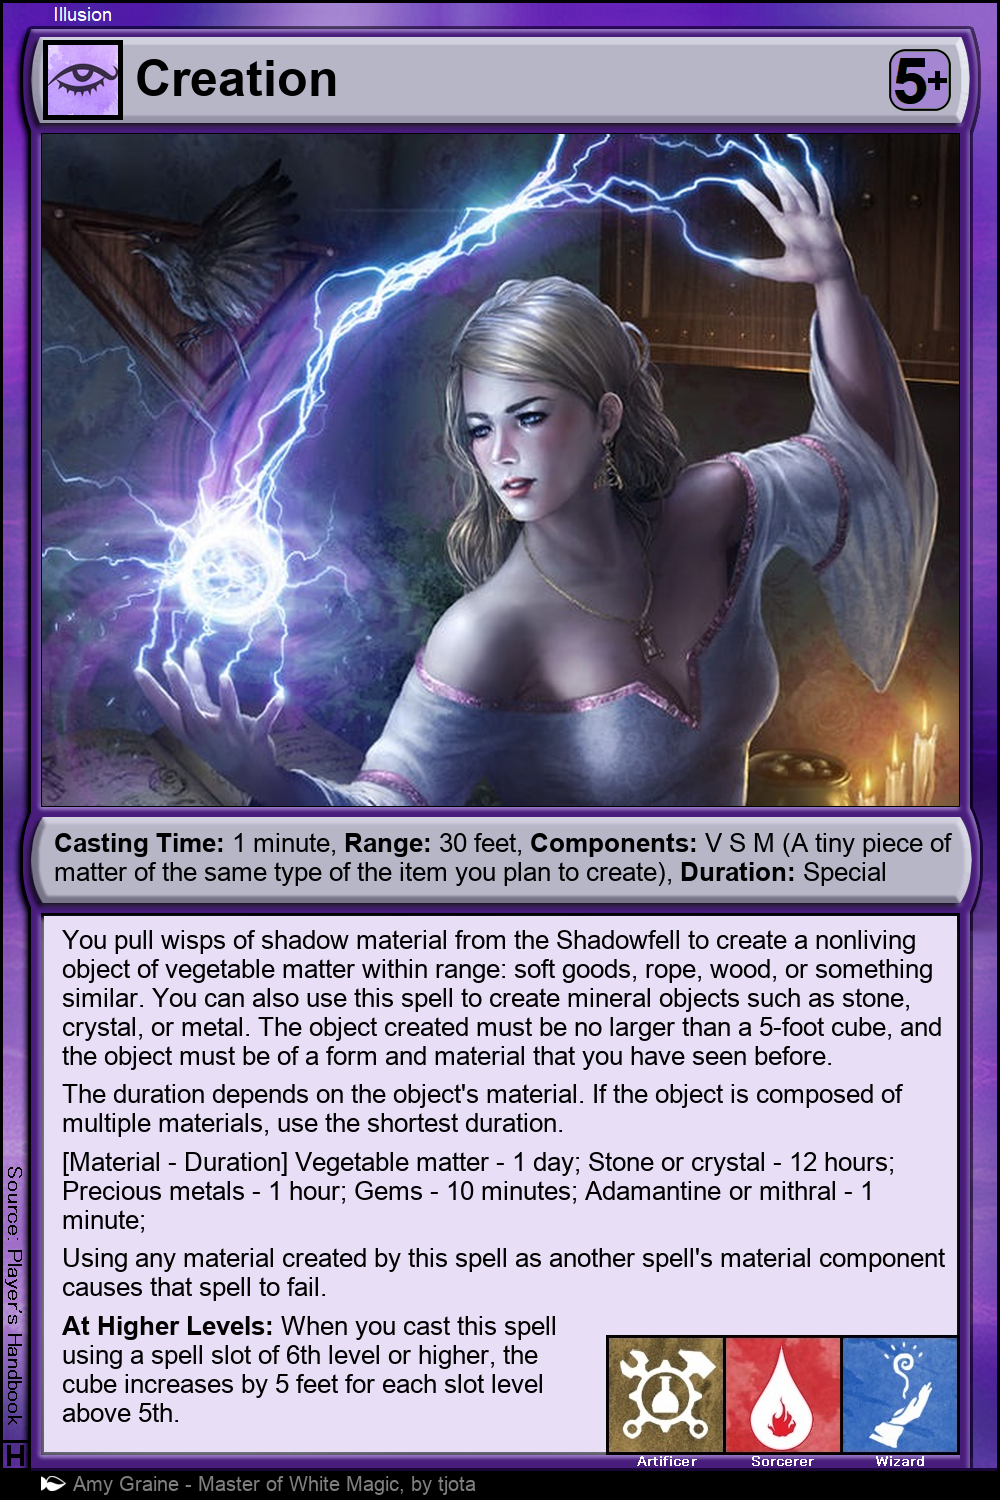 Illusion
Creation
5+
Casting Time: 1 minute, Range: 30 feet, Components: V S M (A tiny piece of
matter of the same type of the item you plan to create), Duration: Special
You pull wisps of shadow material from the Shadowfell to create a nonliving
object of vegetable matter within range: soft goods, rope, wood, or something
similar. You can also use this spell to create mineral objects such as stone,
crystal, or metal. The object created must be no larger than a 5-foot cube, and
the object must be of a form and material that you have seen before.
The duration depends on the object's material. If the object is composed of
multiple materials, use the shortest duration.
[Material - Duration] Vegetable matter - 1 day; Stone or crystal - 12 hours;
Precious metals - 1 hour; Gems - 10 minutes; Adamantine or mithral - 1
minute;
Using any material created by this spell as another spell's material component
causes that spell to fail.
At Higher Levels: When you cast this spell
using a spell slot of 6th level or higher, the
cube increases by 5 feet for each slot level
above 5th.
Artificer
Sorcerer
Wizard
Source: Player's Handbook
H
Amy Graine - Master of White Magic, by tjota